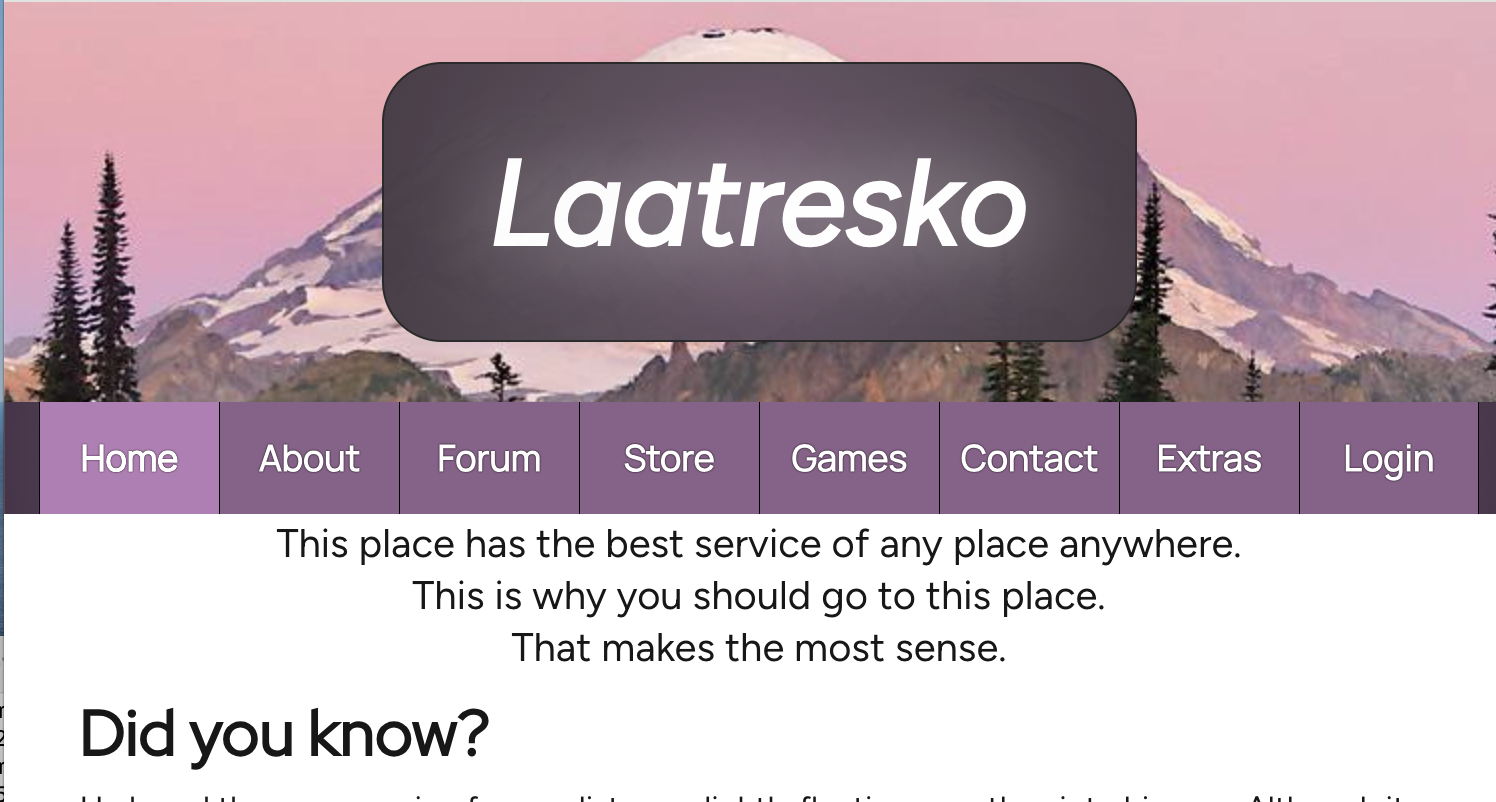 Laatresko
Home About Forum Store Games Contact Extras Login
This place has the best service of any place anywhere.
This is why you should go to this place.
That makes the most sense.
Did you know?